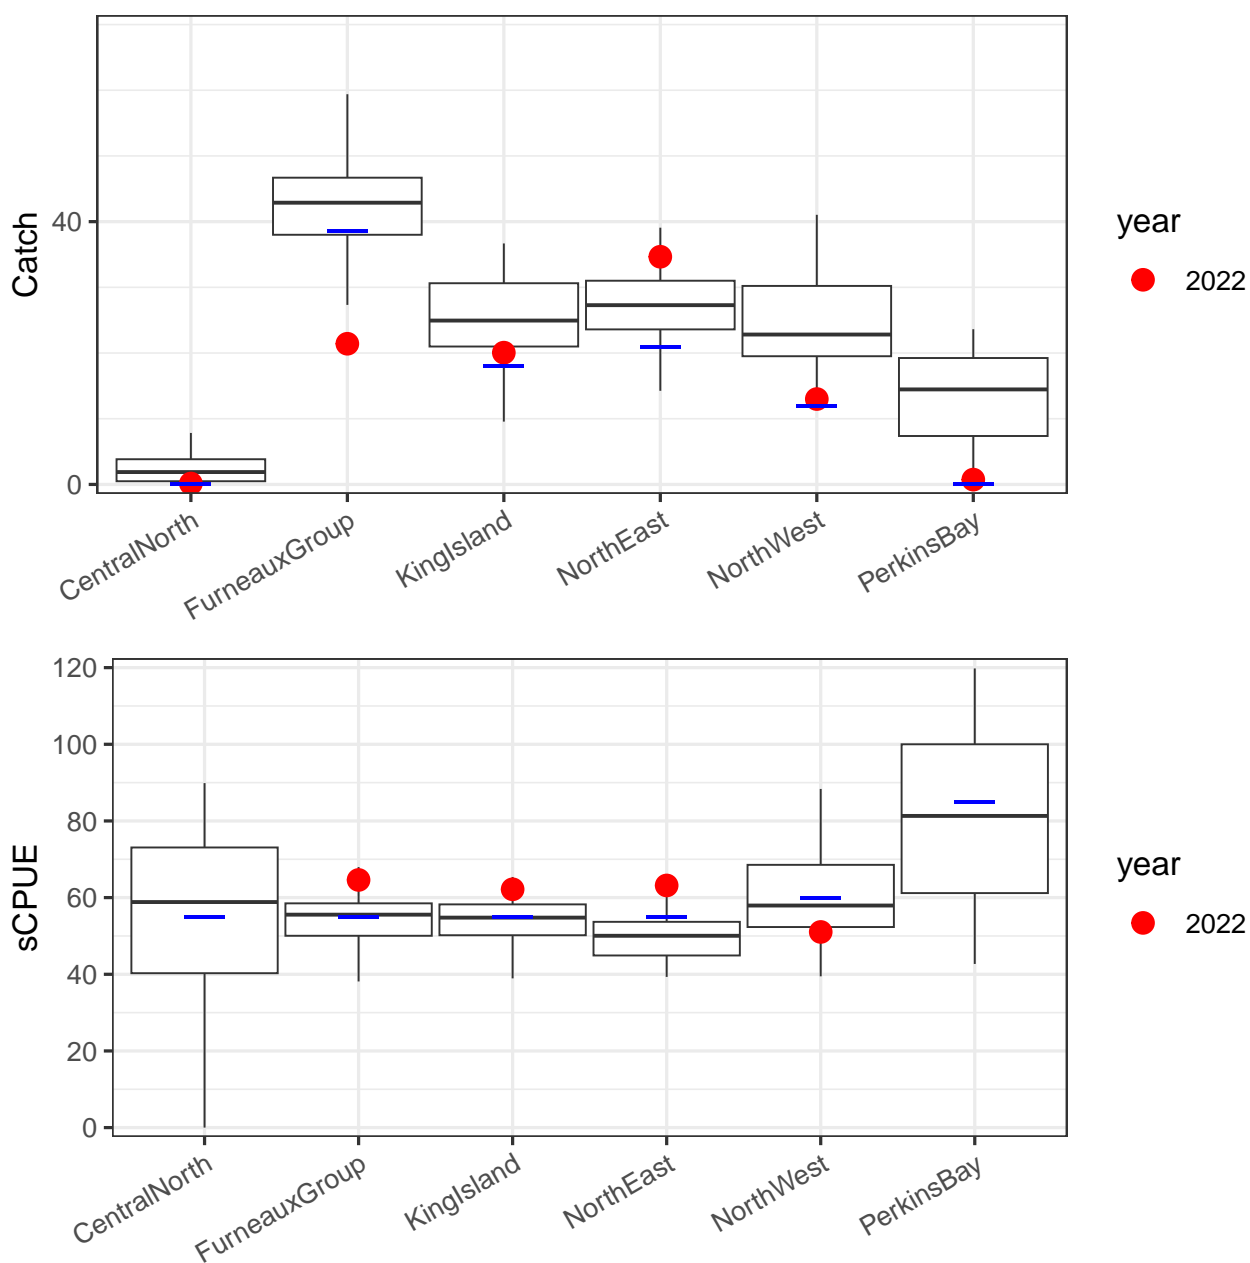 Catch
40
0
CentralNorth
FurneauxGroup
KingIsland
NorthEast
NorthWest
PerkinsBay
year
2022
sCPUE
120
100
80
60
40
20
0
CentralNorth
FurneauxGroup
KingIsland
NorthEast
NorthWest
PerkinsBay
year
2022